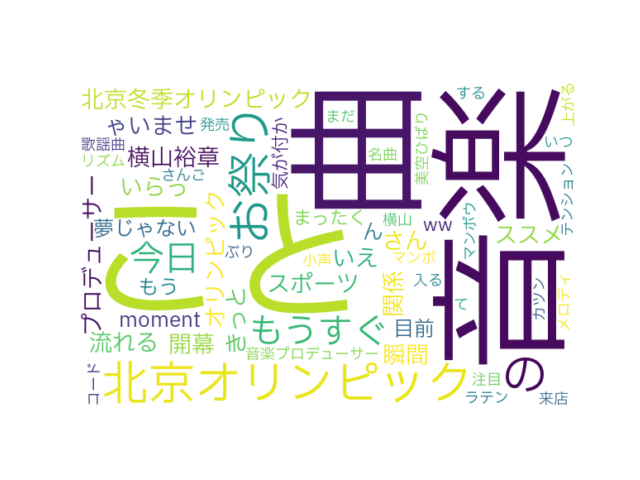 北京冬季オリンピック
ゃいませ
発売
歌謡曲
リズム
横山裕章
さんご
いらっ
プロデューサー
夢じゃない
今日
もう
moment
流れる
開幕
コード
北京オリンピック
お祭り
気が付か
こと
オリンピック
ぶり
きっと
まったく
いえ
スポーツ
もうすぐ
小声
音楽プロデューサー
曲
まだ
名曲
横山
ん
さん
関係
マンボ
目前
瞬間
美空ひばり
ww
入る
音楽
の
する
マンボウ
ススメ
て
注目
ラテン
いつ
テンション
上がる
カツン
メロディ
来店